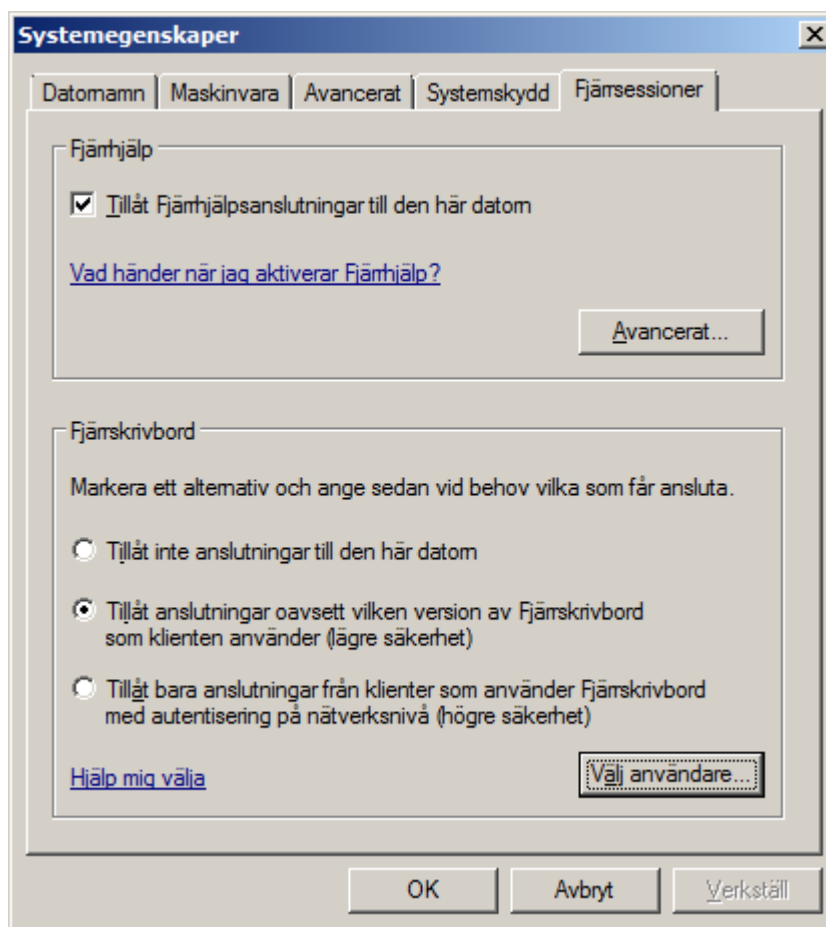 Systemegenskaper
Datornamn Maskinvara Avancerat Systemskydd Fjärrsessioner
Fjärrhjälp
Tillåt Fjärrhjälpsanslutningar till den här datorn
Vad händer när jag aktiverar Fjärrhjälp?
Avancerat...
Fjärrskrivbord
Markera ett alternativ och ange sedan vid behov vilka som får ansluta.
Tillåt inte anslutningar till den här datorn
Tillåt anslutningar oavsett vilken version av Fjärrskrivbord
som klienten använder (lägre säkerhet)
Tillåt bara anslutningar från klienter som använder Fjärrskrivbord
med autentisering på nätverksnivå (högre säkerhet)
Hjälp mig välja
Välj användare...
OK Avbryt Verkställ